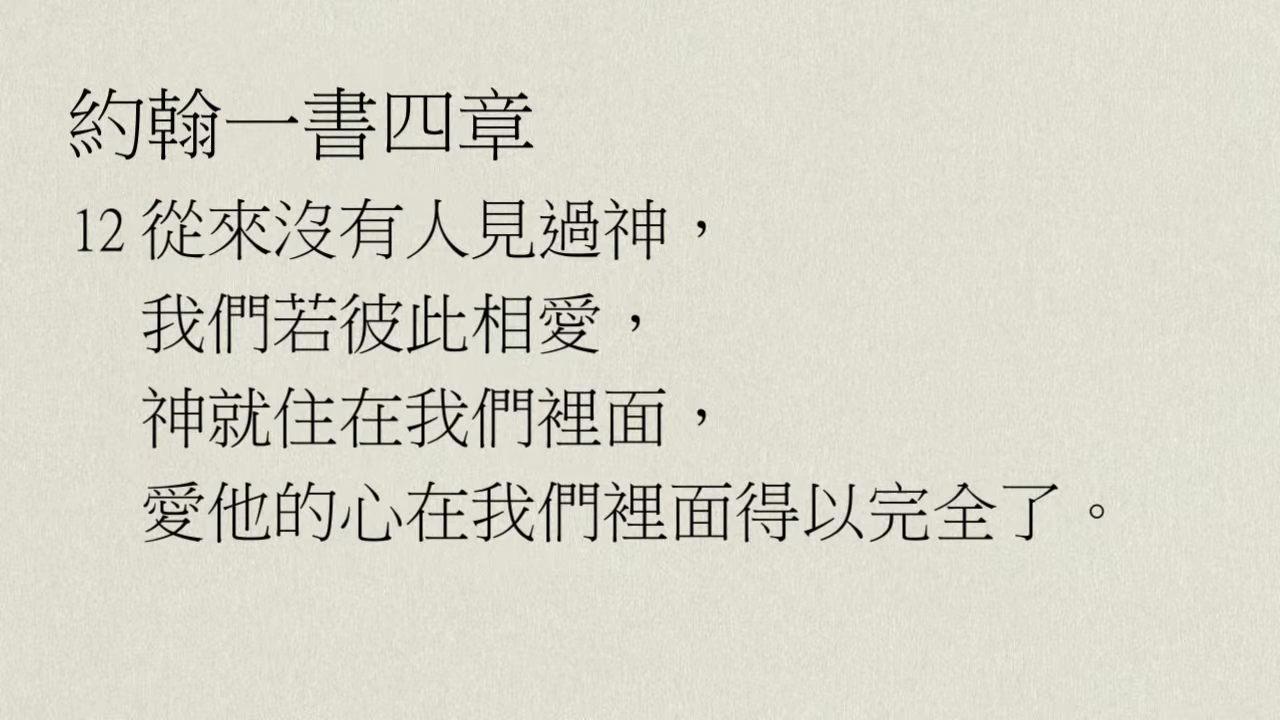 約翰一書四章
12 從來沒有人見過神，
我們若彼此相愛，
神就住在我們裡面，
愛他的心在我們裡面得以完全了。